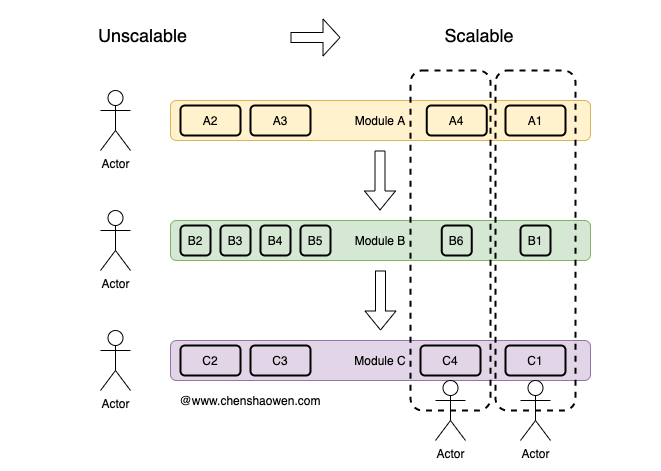 Unscalable
Scalable
A2 A3 Module A A4 A1
Actor
B2 B3 B4 B5 Module B B6 B1
Actor
C2 C3 Module C C4 C1
Actor
@www.chenshaowen.com
Actor Actor